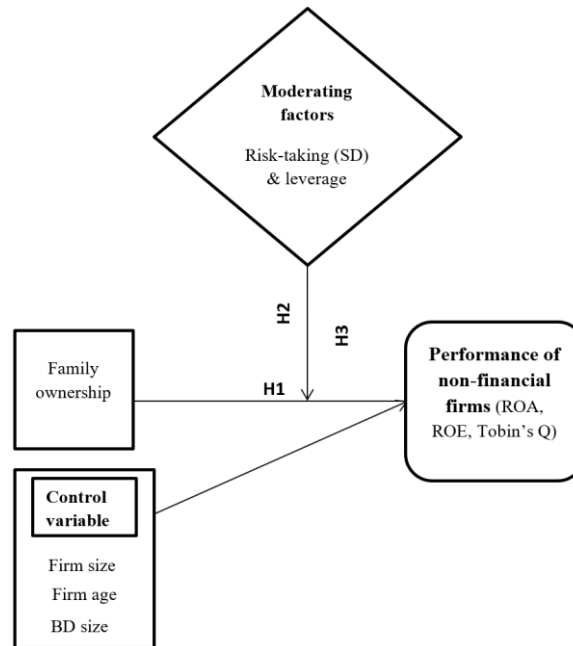 Moderating
factors
Risk-taking (SD)
& leverage
H2
H3
Family
ownership
H1
Performance of
non-financial
firms (ROA,
ROE, Tobin’s Q)
Control
variable
Firm size
Firm age
BD size